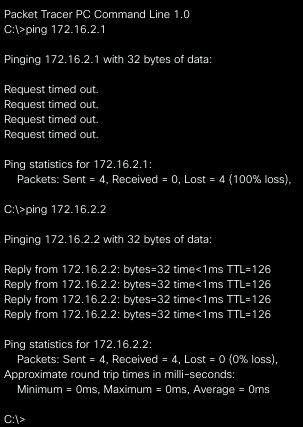 Packet Tracer PC Command Line 1.0
C:\>ping 172.16.2.1
Pinging 172.16.2.1 with 32 bytes of data:
Request timed out.
Request timed out.
Request timed out.
Request timed out.
Ping statistics for 172.16.2.1:
Packets: Sent = 4, Received = 0, Lost = 4 (100% loss),
C:\>ping 172.16.2.2
Pinging 172.16.2.2 with 32 bytes of data:
Reply from 172.16.2.2: bytes=32 time<1ms TTL=126
Reply from 172.16.2.2: bytes=32 time<1ms TTL=126
Reply from 172.16.2.2: bytes=32 time<1ms TTL=126
Reply from 172.16.2.2: bytes=32 time<1ms TTL=126
Ping statistics for 172.16.2.2:
Packets: Sent = 4, Received = 4, Lost = 0 (0% loss),
Approximate round trip times in milli-seconds:
Minimum = 0ms, Maximum = 0ms, Average = 0ms
C:\>